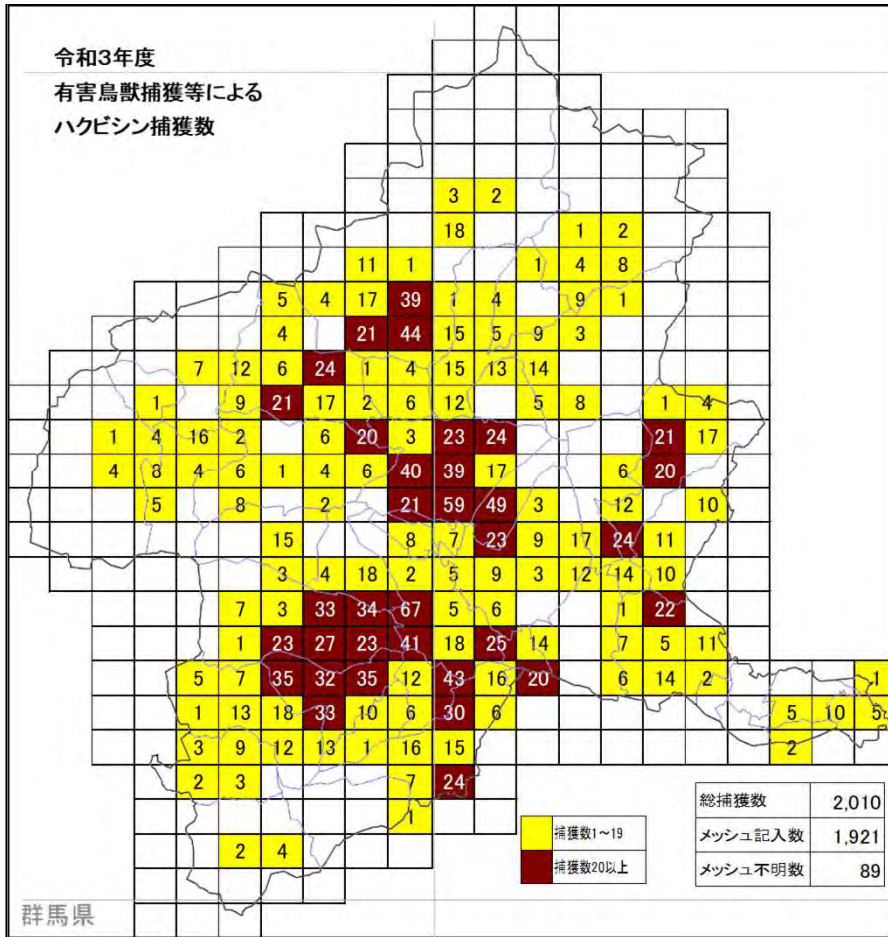 令和3年度
有害鳥獣捕獲等による
ハクビシン捕獲数
3 2
18 1 2
11 1 1 4 8
5 4 17 39 1 4 9 1
4 21 44 15 5 9 3
7 12 6 24 1 4 15 13 14
1 9 21 17 2 6 12 5 8 1 4
1 4 16 2 6 20 3 23 24 21 17
4 8 4 6 1 4 6 40 39 17 6 20
5 8 2 21 59 49 3 12 10
15 8 7 23 9 17 24 11
3 4 18 2 5 9 3 12 14 10
7 3 33 34 67 5 6 1 22
1 23 27 23 41 18 25 14 7 5 11
5 7 35 32 35 12 43 16 20 6 14 2 1
1 13 18 33 10 6 30 6 5 10 5
3 9 12 13 1 16 15 2
2 3 7 24
1
2 4
捕獲数1～19
捕獲数20以上
総捕獲数 2,010
メッシュ記入数 1,921
メッシュ不明数 89
群馬県